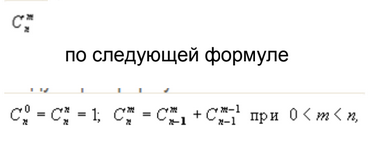 C_n^m
по следующей формуле
C_n^0 = C_n^n = 1; C_n^m = C_{n-1}^m + C_{n-1}^{m-1} при 0 < m < n,